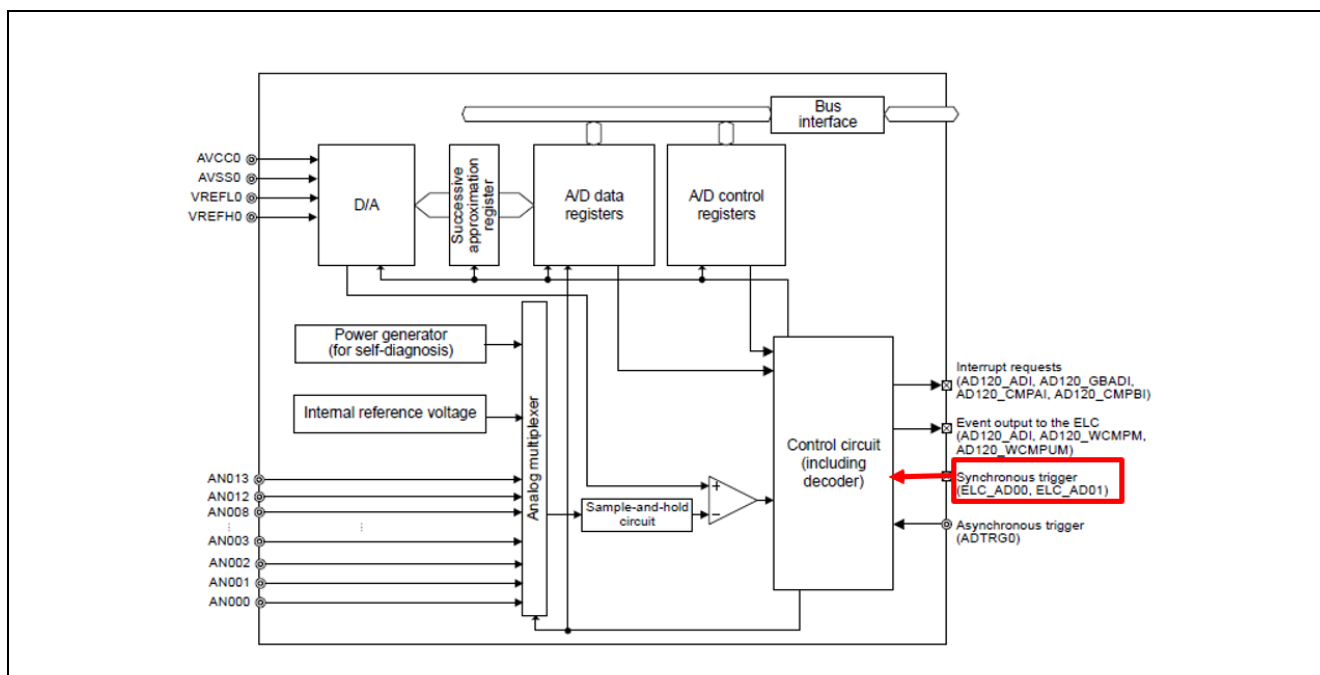 Bus
interface
AVCC0
AVSS0
VREFL0
VREFH0
D/A
Successive
approximation
register
A/D data
registers
A/D control
registers
Power generator
(for self-diagnosis)
Internal reference voltage
Analog multiplexer
AN013
AN012
AN008
AN003
AN002
AN001
AN000
Sample-and-hold
circuit
+
−
Control circuit
(including
decoder)
Interrupt requests
(AD120_ADI, AD120_GBADI,
AD120_CMPAI, AD120_CMPBI)
Event output to the ELC
(AD120_ADI, AD120_WCMPM,
AD120_WCMPUM)
Synchronous trigger
(ELC_AD00, ELC_AD01)
Asynchronous trigger
(ADTRG0)